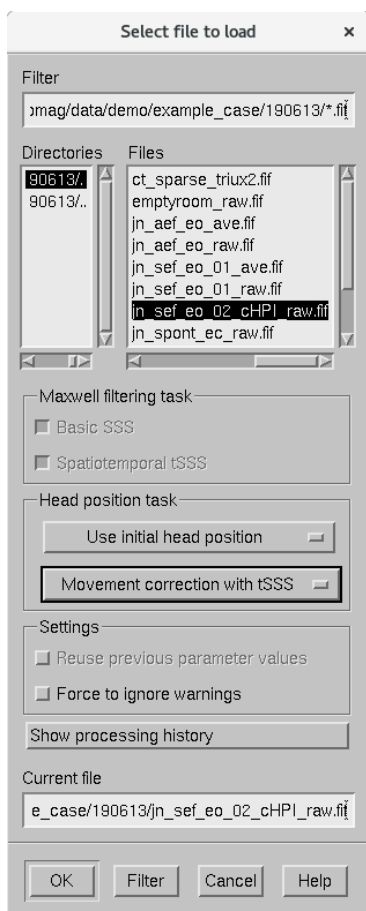 Select file to load
×
Filter
omag/data/demo/example_case/190613/*.fif
Directories Files
90613/.
90613/..
ct_sparse_triux2.fif
emptyroom_raw.fif
jn_aef_eo_ave.fif
jn_aef_eo_raw.fif
jn_sef_eo_01_ave.fif
jn_sef_eo_01_raw.fif
jn_sef_eo_02_cHPI_raw.fif
jn_spont_ec_raw.fif
Maxwell filtering task
Basic SSS
Spatiotemporal tSSS
Head position task
Use initial head position
Movement correction with tSSS
Settings
Reuse previous parameter values
Force to ignore warnings
Show processing history
Current file
e_case/190613/jn_sef_eo_02_cHPI_raw.fif
OK Filter Cancel Help